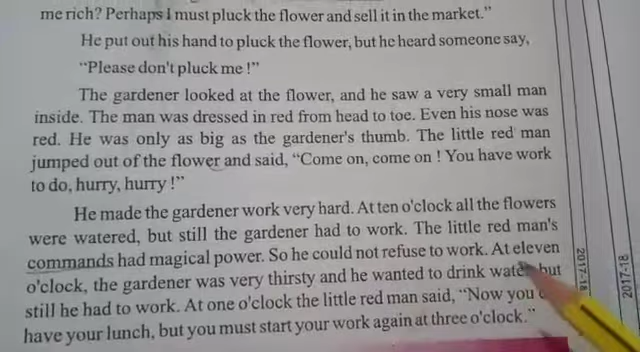 me rich? Perhaps I must pluck the flower and sell it in the market."
He put out his hand to pluck the flower, but he heard someone say,
"Please don't pluck me !"
The gardener looked at the flower, and he saw a very small man
inside. The man was dressed in red from head to toe. Even his nose was
red. He was only as big as the gardener's thumb. The little red man
jumped out of the flower and said, "Come on, come on ! You have work
to do, hurry, hurry !"
He made the gardener work very hard. At ten o'clock all the flowers
were watered, but still the gardener had to work. The little red man's
commands had magical power. So he could not refuse to work. At eleven
o'clock, the gardener was very thirsty and he wanted to drink water but
still he had to work. At one o'clock the little red man said, "Now you
have your lunch, but you must start your work again at three o'clock."
2017-18
2017-18